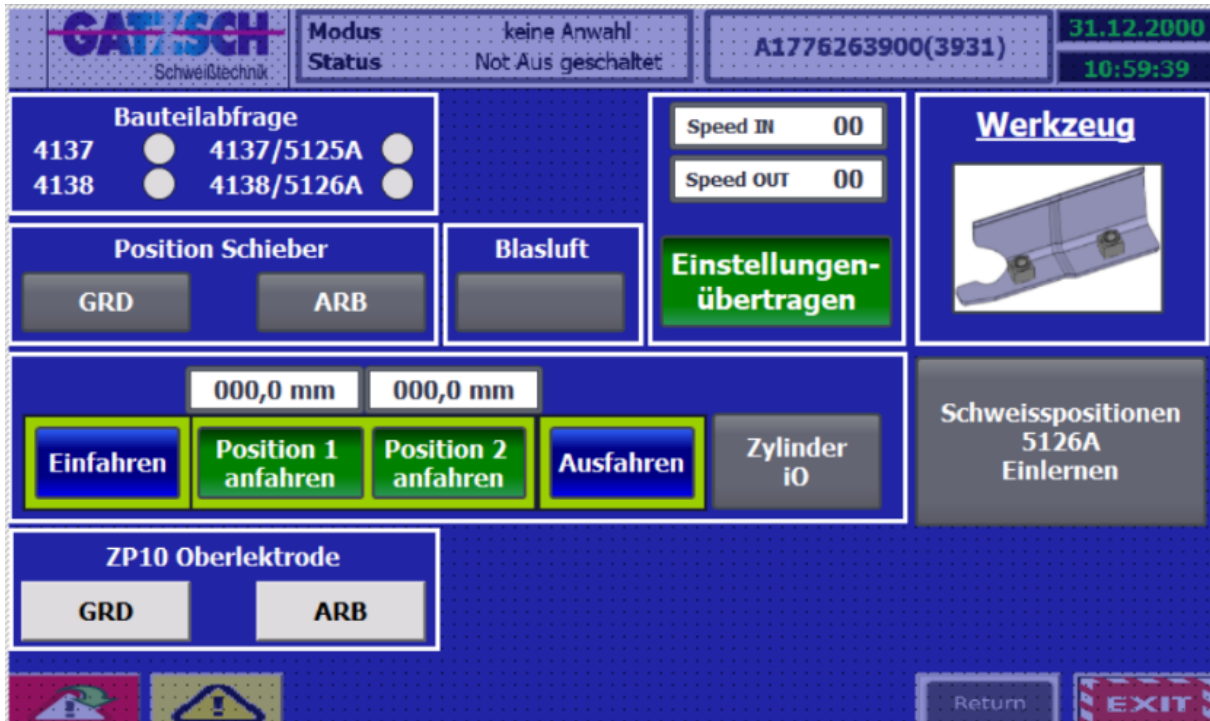 GATTSCH
Schweißtechnik
Modus keine Anwahl
Status Not Aus geschaltet
A1776263900(3931)
31.12.2000
10:59:39
Bauteilabfrage
4137 4137/5125A
4138 4138/5126A
Speed IN 00
Speed OUT 00
Einstellungen-
übertragen
Werkzeug
Position Schieber
GRD ARB
Blasluft
000,0 mm 000,0 mm
Einfahren
Position 1
anfahren
Position 2
anfahren
Ausfahren
Zylinder
iO
Schweisspositionen
5126A
Einlernen
ZP10 Oberlektrode
GRD ARB
Return
EXIT